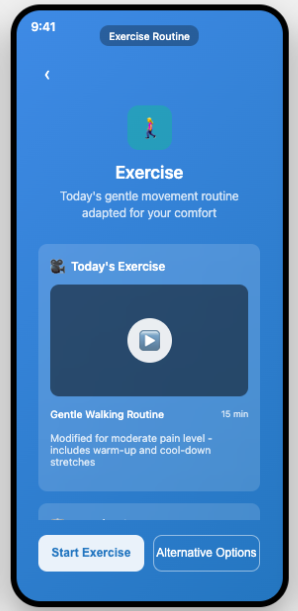 9:41
Exercise Routine
Exercise
Today's gentle movement routine
adapted for your comfort
Today's Exercise
Gentle Walking Routine
15 min
Modified for moderate pain level -
includes warm-up and cool-down
stretches
Start Exercise
Alternative Options